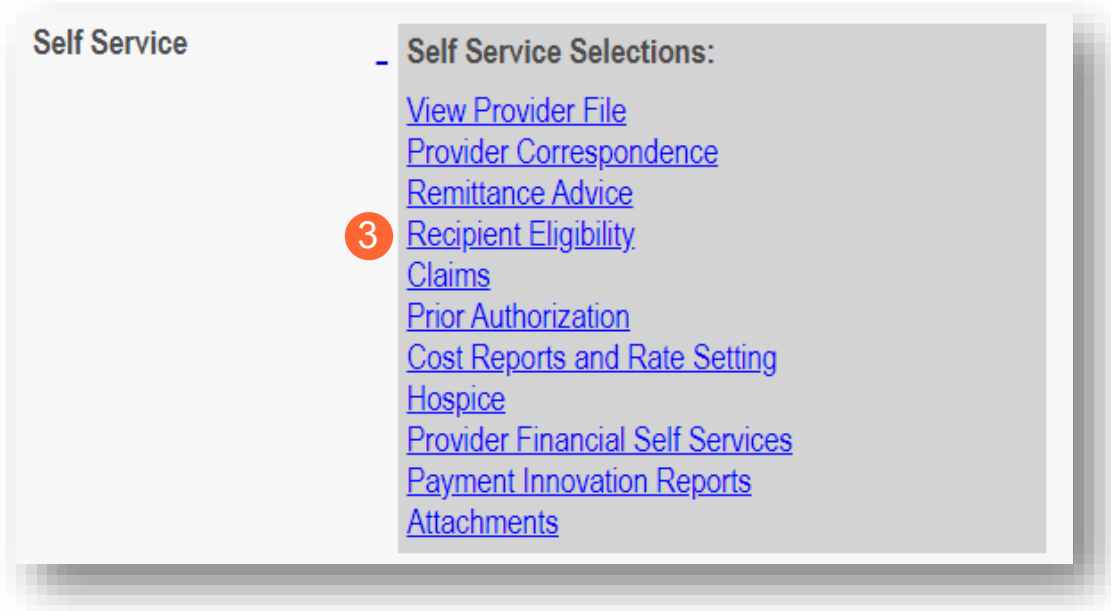 Self Service
Self Service Selections:
View Provider File
Provider Correspondence
Remittance Advice
3 Recipient Eligibility
Claims
Prior Authorization
Cost Reports and Rate Setting
Hospice
Provider Financial Self Services
Payment Innovation Reports
Attachments